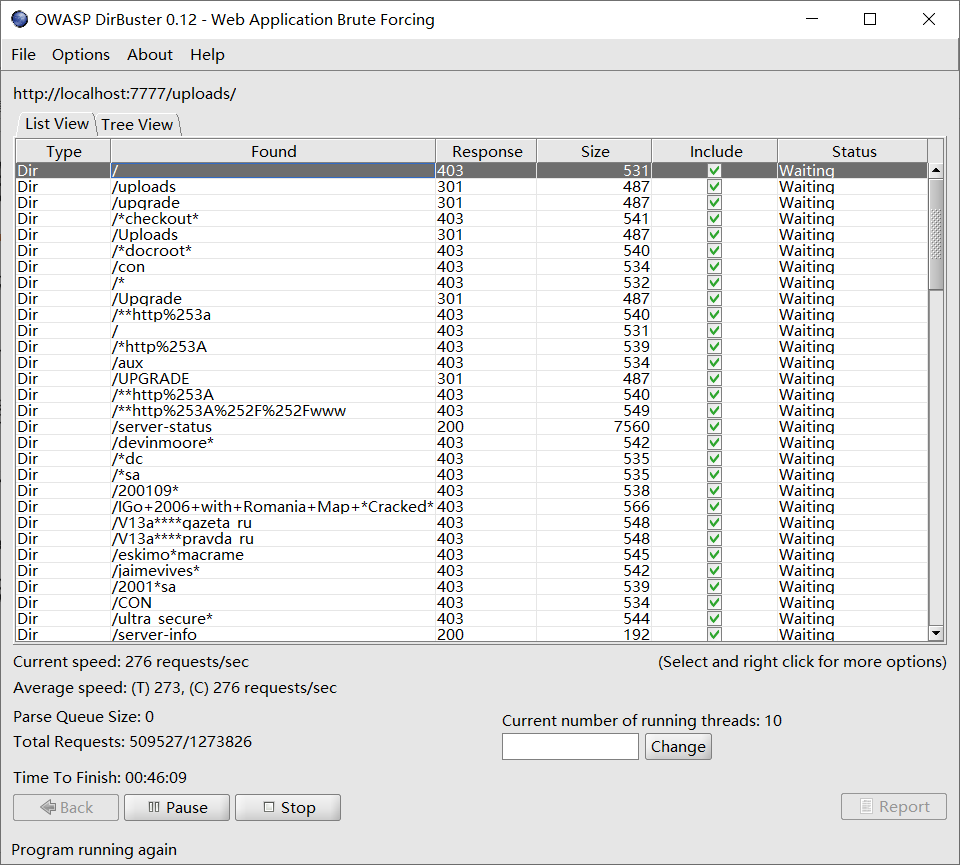 OWASP DirBuster 0.12 - Web Application Brute Forcing
File Options About Help
http://localhost:7777/uploads/
List View Tree View
Type Found Response Size Include Status
Dir / 403 531 Waiting
Dir /uploads 301 487 Waiting
Dir /upgrade 301 487 Waiting
Dir /*checkout* 403 541 Waiting
Dir /Uploads 301 487 Waiting
Dir /*docroot* 403 540 Waiting
Dir /con 403 534 Waiting
Dir /* 403 532 Waiting
Dir /Upgrade 301 487 Waiting
Dir /**http%253a 403 540 Waiting
Dir / 403 531 Waiting
Dir /*http%253A 403 539 Waiting
Dir /aux 403 534 Waiting
Dir /UPGRADE 301 487 Waiting
Dir /**http%253A 403 540 Waiting
Dir /**http%253A%252F%252Fwww 403 549 Waiting
Dir /server-status 200 7560 Waiting
Dir /devinmoore* 403 542 Waiting
Dir /*dc 403 535 Waiting
Dir /*sa 403 535 Waiting
Dir /200109* 403 538 Waiting
Dir /IGo+2006+with+Romania+Map+*Cracked* 403 566 Waiting
Dir /V13a****gazeta_ru 403 548 Waiting
Dir /V13a****pravda_ru 403 548 Waiting
Dir /eskimo*macrame 403 545 Waiting
Dir /jaimevives* 403 542 Waiting
Dir /2001*sa 403 539 Waiting
Dir /CON 403 534 Waiting
Dir /ultra_secure* 403 544 Waiting
Dir /server-info 200 192 Waiting
Current speed: 276 requests/sec (Select and right click for more options)
Average speed: (T) 273, (C) 276 requests/sec
Parse Queue Size: 0 Current number of running threads: 10
Total Requests: 509527/1273826 Change
Time To Finish: 00:46:09
Back Pause Stop Report
Program running again